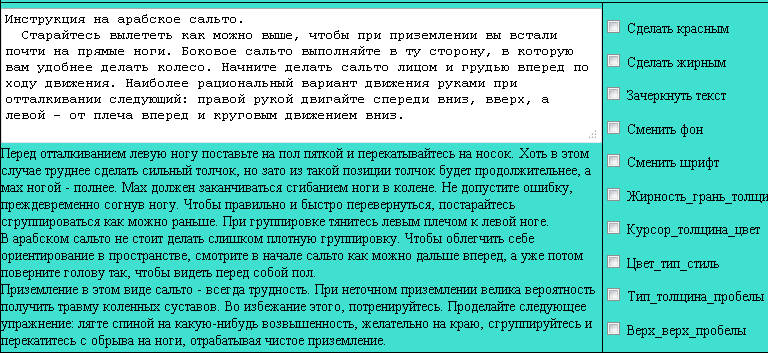 Инструкция на арабское сальто.
Старайтесь вылететь как можно выше, чтобы при приземлении вы встали
почти на прямые ноги. Боковое сальто выполняйте в ту сторону, в которую
вам удобнее делать колесо. Начните делать сальто лицом и грудью вперед по
ходу движения. Наиболее рациональный вариант движения руками при
отталкивании следующий: правой рукой двигайте спереди вниз, вверх, а
левой – от плеча вперед и круговым движением вниз.
Перед отталкиванием левую ногу поставьте на пол пяткой и перекатывайтесь на носок. Хоть в этом
случае труднее сделать сильный толчок, но зато из такой позиции толчок будет продолжительнее, а
мах ногой - полнее. Мах должен заканчиваться сгибанием ноги в колене. Не допустите ошибку,
преждевременно согнув ногу. Чтобы правильно и быстро перевернуться, постарайтесь
сгруппироваться как можно раньше. При группировке тянитесь левым плечом к левой ноге.
В арабском сальто не стоит делать слишком плотную группировку. Чтобы облегчить себе
ориентирование в пространстве, смотрите в начале сальто как можно дальше вперед, а уже потом
поверните голову так, чтобы видеть перед собой пол.
Приземление в этом виде сальто - всегда трудность. При неточном приземлении велика вероятность
получить травму коленных суставов. Во избежание этого, потренируйтесь. Проделайте следующее
упражнение: лягте спиной на какую-нибудь возвышенность, желательно на краю, сгруппируйтесь и
перекатитесь с обрыва на ноги, отрабатывая чистое приземление.
Сделать красным
Сделать жирным
Зачеркнуть текст
Сменить фон
Сменить шрифт
Жирность_грань_толщи
Курсор_толщина_цвет
Цвет_тип_стиль
Тип_толщина_пробелы
Верх_верх_пробелы